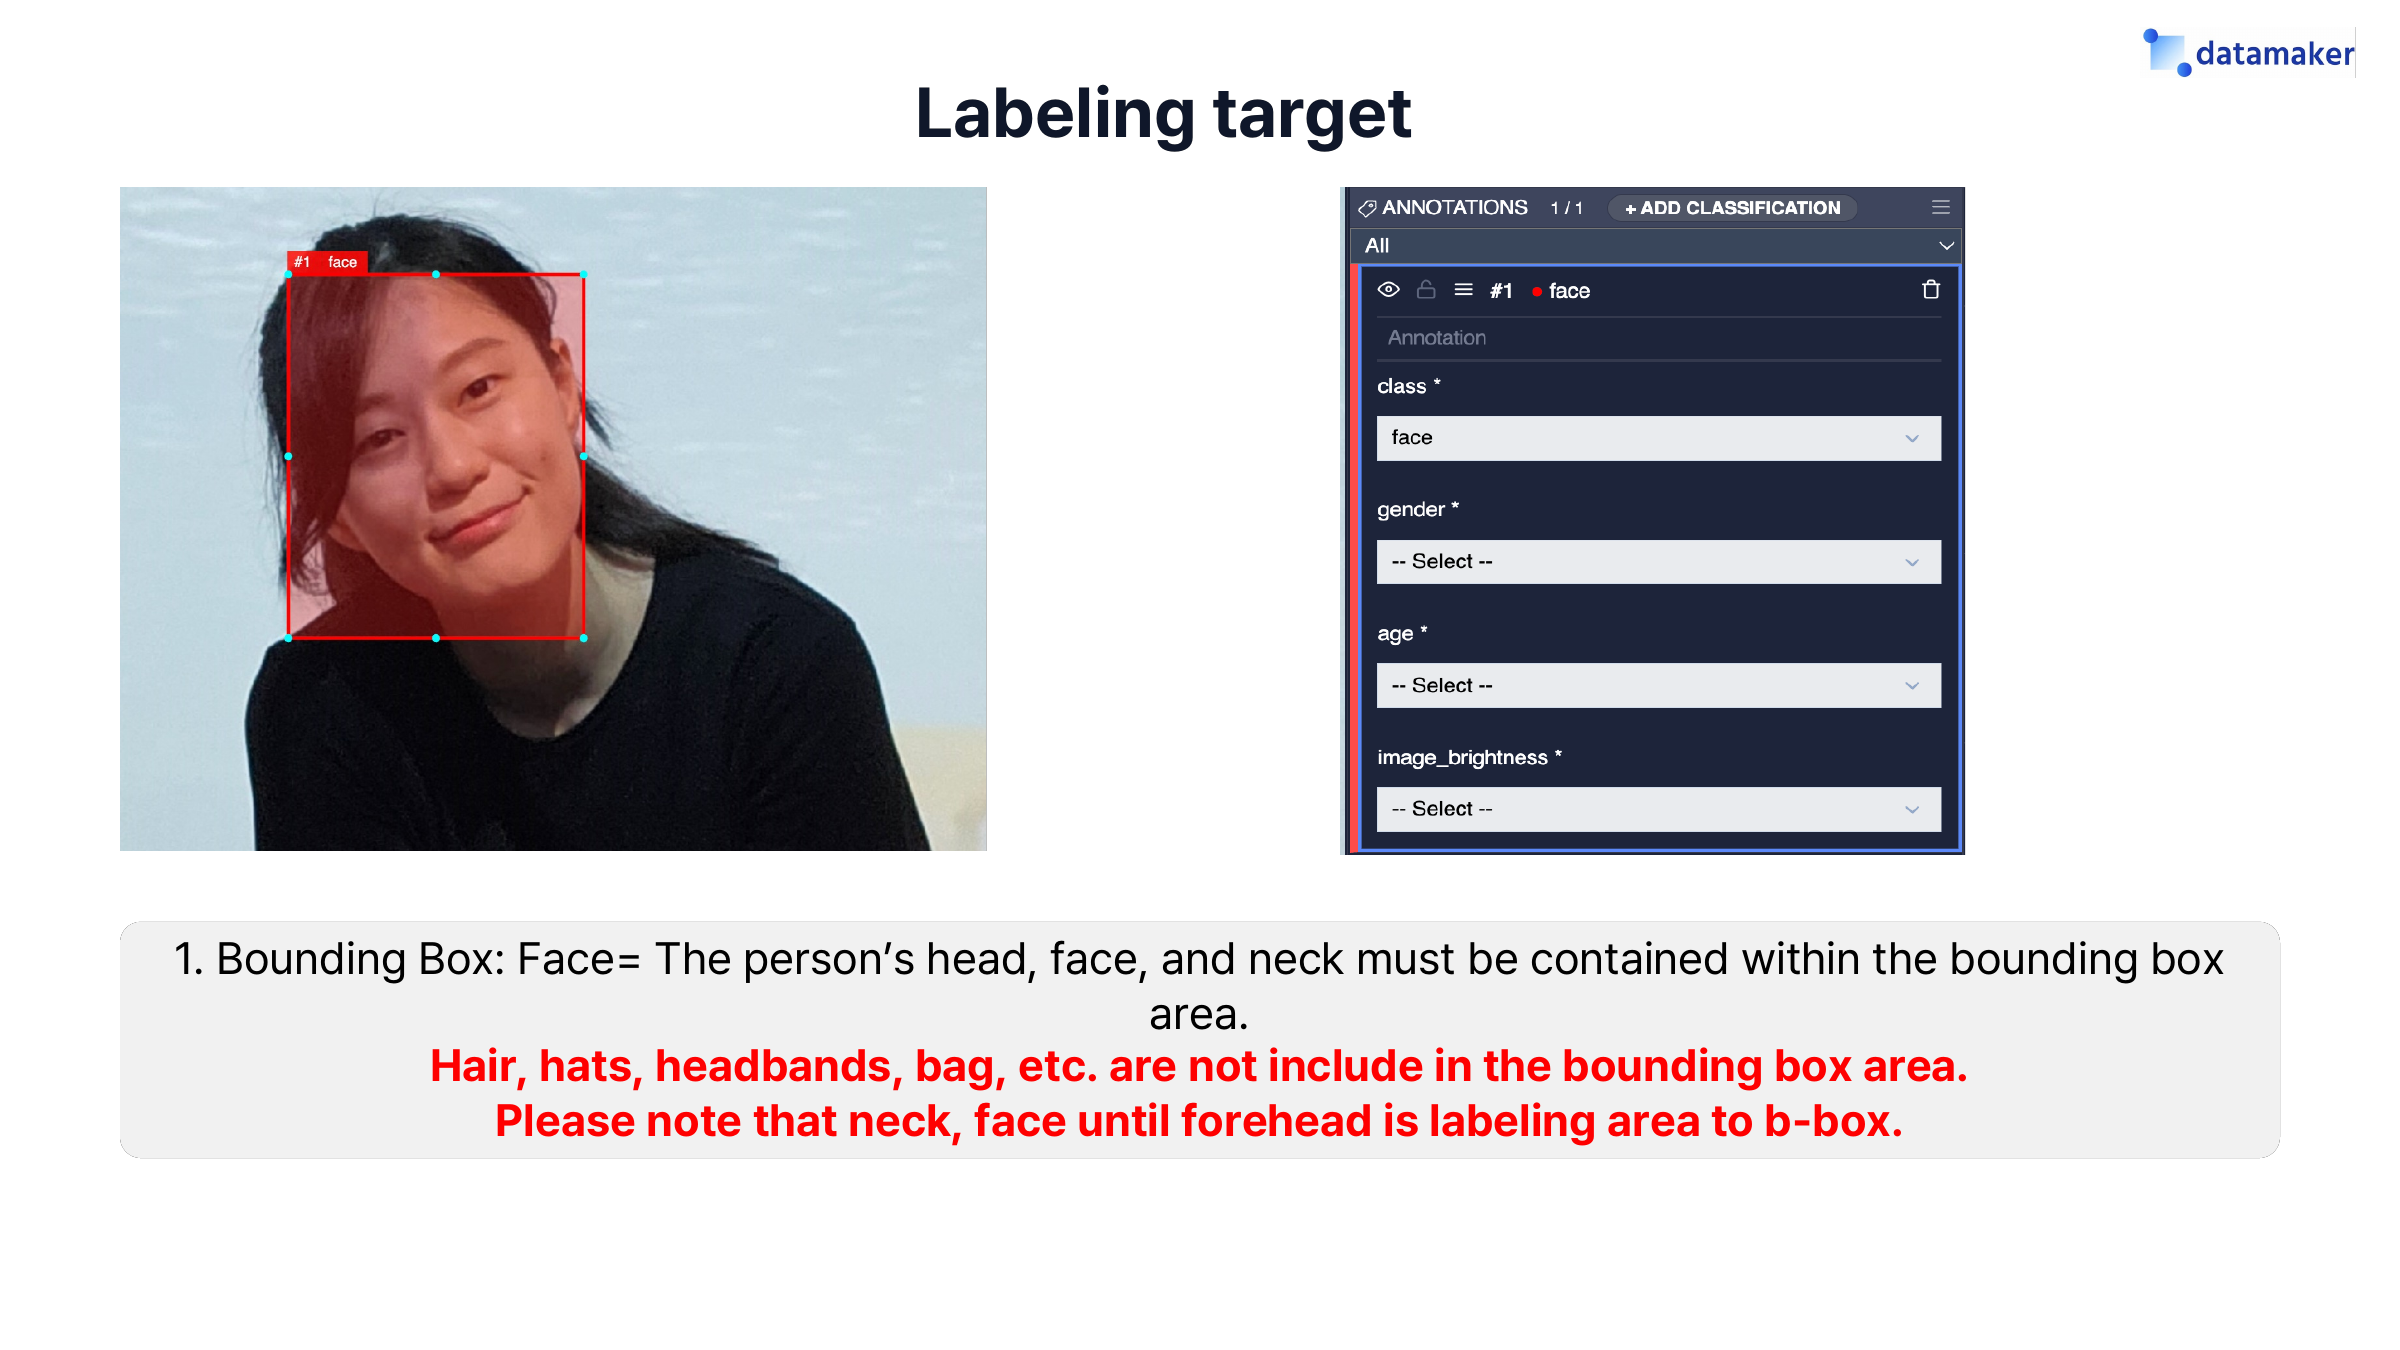 datamaker
Labeling target
#1 face
ANNOTATIONS 1 / 1 + ADD CLASSIFICATION
All
#1 face
Annotation
class *
face
gender *
-- Select --
age *
-- Select --
image_brightness *
-- Select --
1. Bounding Box: Face= The person’s head, face, and neck must be contained within the bounding box
area.
Hair, hats, headbands, bag, etc. are not include in the bounding box area.
Please note that neck, face until forehead is labeling area to b-box.